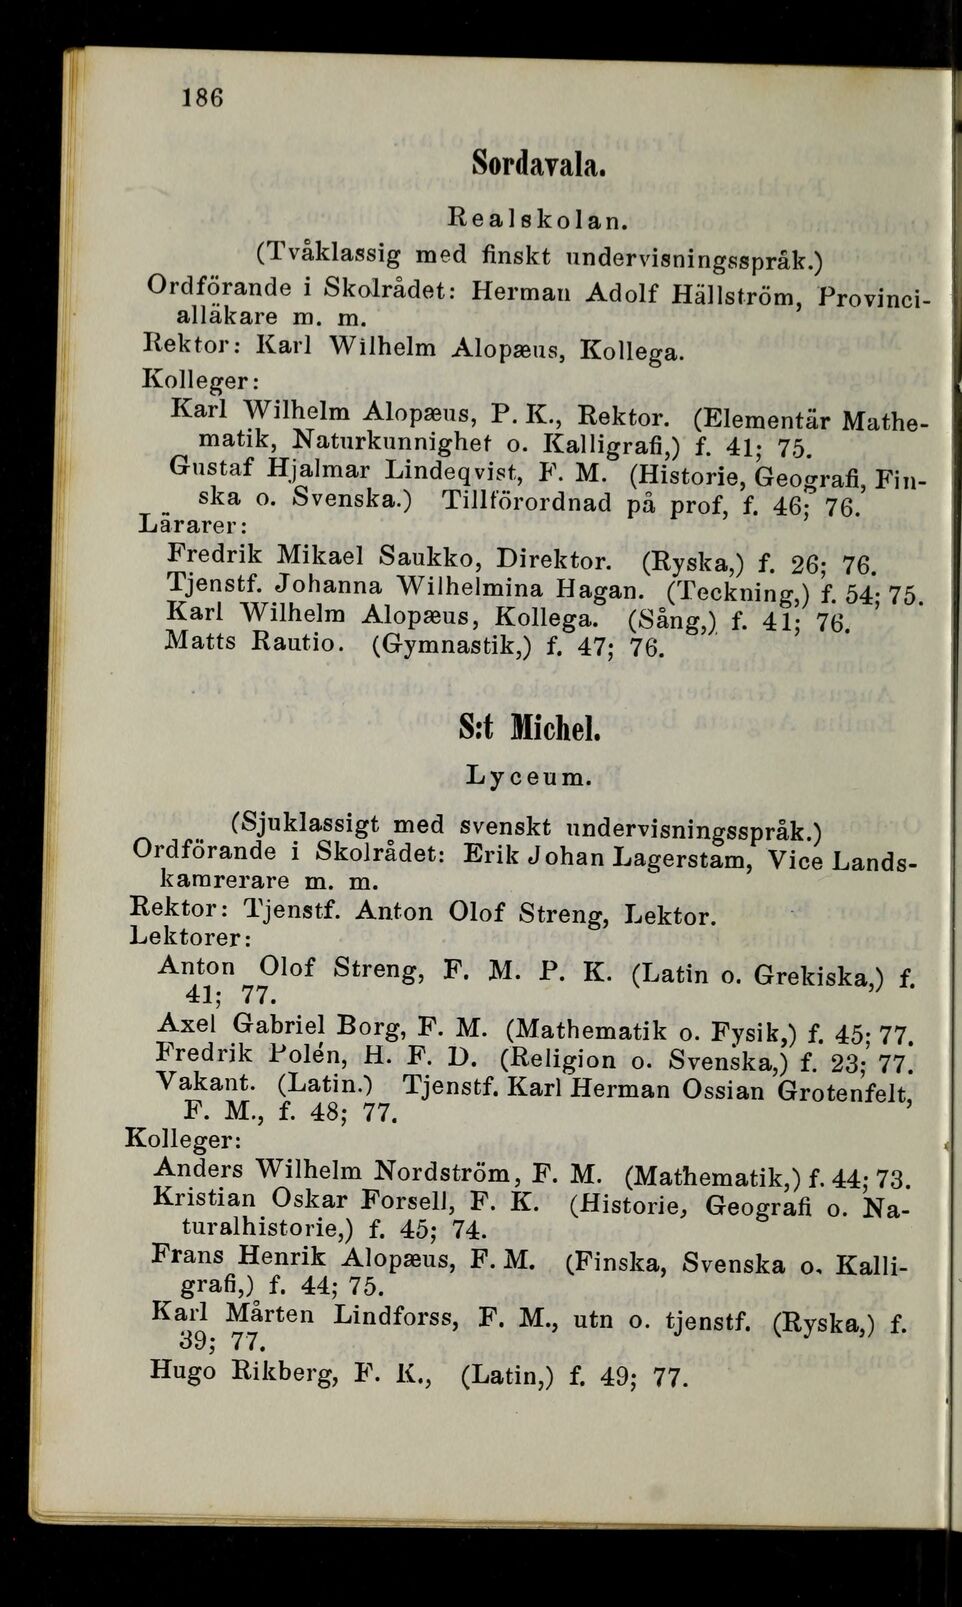 186
Sordavala.
Realskolan.
(Tvåklassig med finskt undervisningsspråk.)
Ordförande i Skolrådet: Herman Adolf Hällström, Provinci-
alläkare m. m.
Rektor: Karl Wilhelm Alopæus, Kollega.
Kolleger:
Karl Wilhelm Alopæus, P. K., Rektor. (Elementär Mathe-
matik, Naturkunnighet o. Kalligrafi,) f. 41; 75.
Gustaf Hjalmar Lindeqvist, F. M. (Historie, Geografi, Fin-
ska o. Svenska.) Tillförordnad på prof, f. 46; 76.
Lärarer:
Fredrik Mikael Saukko, Direktor. (Ryska,) f. 26; 76.
Tjenstf. Johanna Wilhelmina Hagan. (Teckning,) f. 54; 75.
Karl Wilhelm Alopæus, Kollega. (Sång,) f. 41; 76.
Matts Rautio. (Gymnastik,) f. 47; 76.
S:t Michel.
Lyceum.
(Sjuklassigt med svenskt undervisningsspråk.)
Ordförande i Skolrådet: Erik Johan Lagerstam, Vice Lands-
kamrerare m. m.
Rektor: Tjenstf. Anton Olof Streng, Lektor.
Lektorer:
Anton Olof Streng, F. M. P. K. (Latin o. Grekiska,) f.
41; 77.
Axel Gabriel Borg, F. M. (Mathematik o. Fysik,) f. 45; 77.
Fredrik Polén, H. F. D. (Religion o. Svenska,) f. 23; 77.
Vakant. (Latin.) Tjenstf. Karl Herman Ossian Grotenfelt,
F. M., f. 48; 77.
Kolleger:
Anders Wilhelm Nordström, F. M. (Mathematik,) f. 44; 73.
Kristian Oskar Forsell, F. K. (Historie, Geografi o. Na-
turalhistorie,) f. 45; 74.
Frans Henrik Alopæus, F. M. (Finska, Svenska o. Kalli-
grafi,) f. 44; 75.
Karl Mårten Lindforss, F. M., utn o. tjenstf. (Ryska,) f.
39; 77.
Hugo Rikberg, F. K., (Latin,) f. 49; 77.